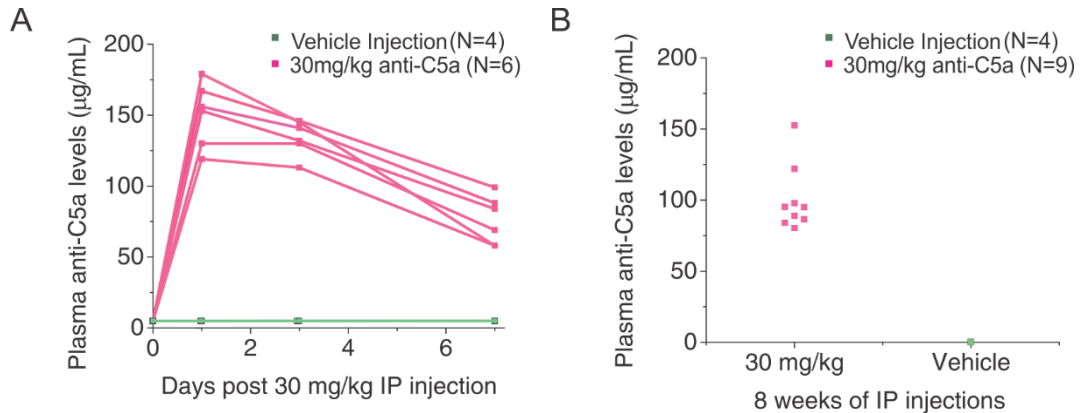 A
Plasma anti-C5a levels (µg/mL)
200
150
100
50
0
Vehicle Injection (N=4)
30mg/kg anti-C5a (N=6)
0 2 4 6
Days post 30 mg/kg IP injection
B
Plasma anti-C5a levels (µg/mL)
200
150
100
50
0
Vehicle Injection (N=4)
30mg/kg anti-C5a (N=9)
30 mg/kg Vehicle
8 weeks of IP injections